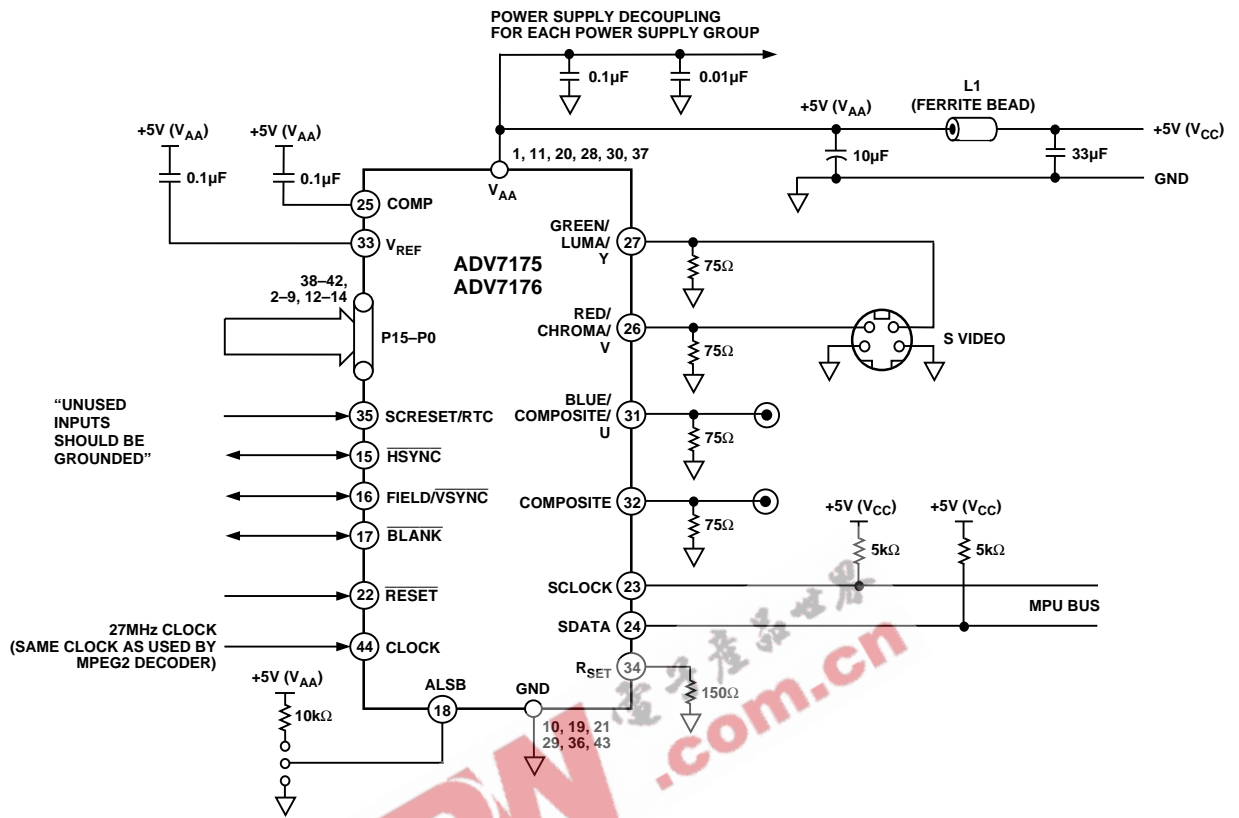 POWER SUPPLY DECOUPLING
FOR EACH POWER SUPPLY GROUP
0.1µF
0.01µF
L1
(FERRITE BEAD)
+5V (VAA)
+5V (VCC)
10µF
33µF
GND
+5V (VAA)
+5V (VAA)
0.1µF
0.1µF
1, 11, 20, 28, 30, 37
VAA
25 COMP
33 VREF
ADV7175
ADV7176
38–42,
2–9, 12–14
P15–P0
GREEN/
LUMA/
Y
27
75Ω
RED/
CHROMA/
V
26
75Ω
S VIDEO
BLUE/
COMPOSITE/
U
31
75Ω
COMPOSITE 32
75Ω
“UNUSED
INPUTS
SHOULD BE
GROUNDED”
35 SCRESET/RTC
15 HSYNC
16 FIELD/VSYNC
17 BLANK
22 RESET
27MHz CLOCK
(SAME CLOCK AS USED BY
MPEG2 DECODER)
44 CLOCK
+5V (VCC)
+5V (VCC)
5kΩ
5kΩ
SCLOCK 23
MPU BUS
SDATA 24
RSET 34
150Ω
+5V (VAA)
10kΩ
ALSB
18
GND
10, 19, 21
29, 36, 43
电子產品世界
.com.cn